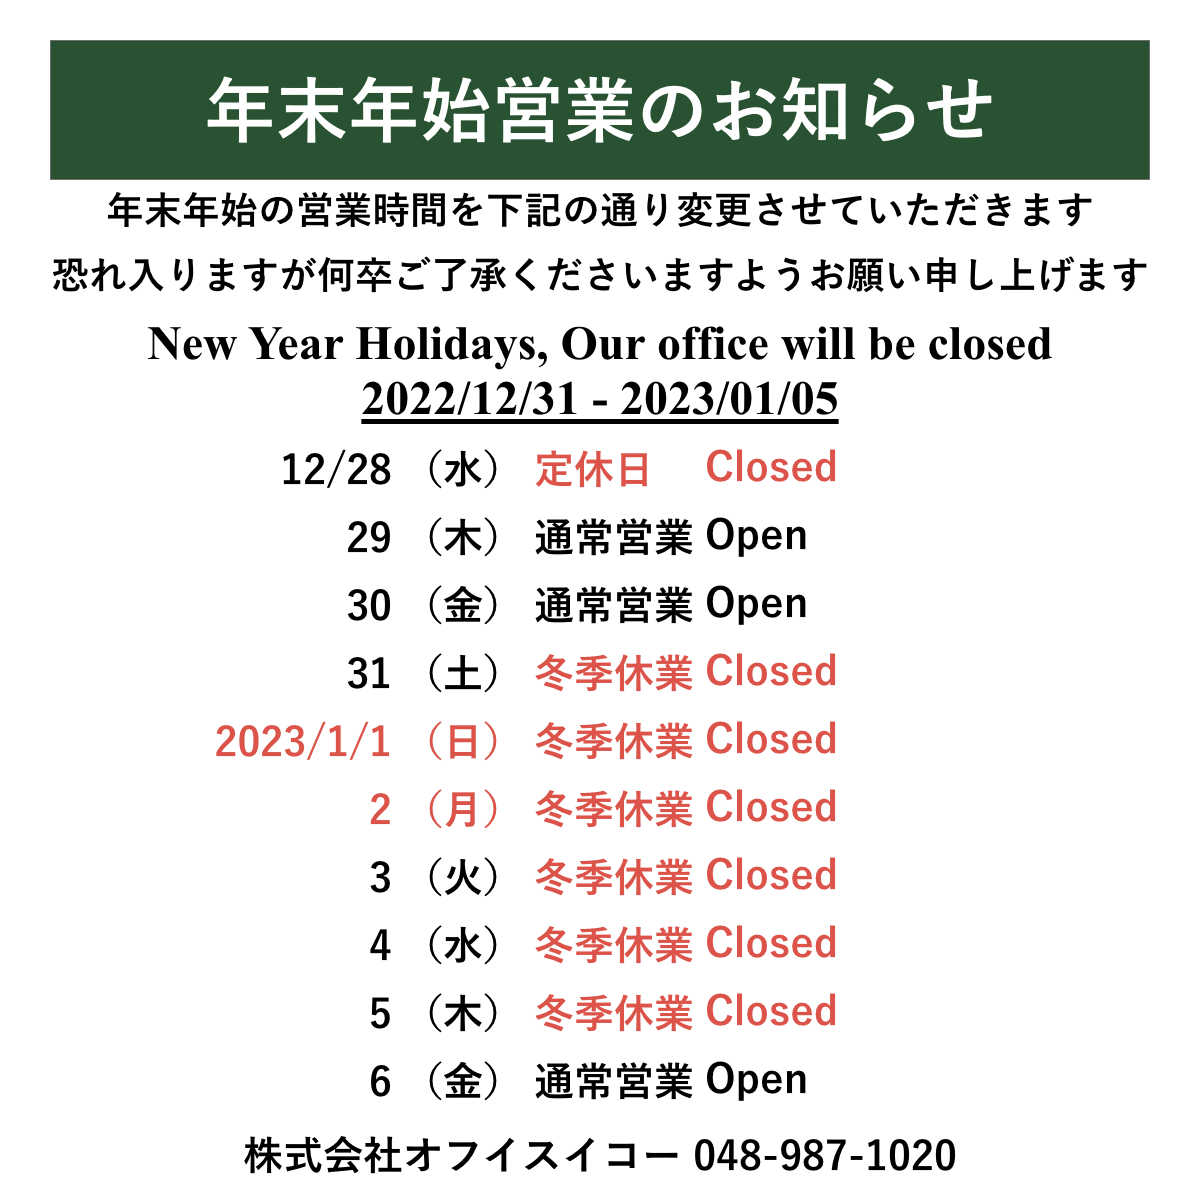 年末年始営業のお知らせ
年末年始の営業時間を下記の通り変更させていただきます
恐れ入りますが何卒ご了承くださいますようお願い申し上げます
New Year Holidays, Our office will be closed
2022/12/31 - 2023/01/05
12/28 （水） 定休日 Closed
29 （木） 通常営業 Open
30 （金） 通常営業 Open
31 （土） 冬季休業 Closed
2023/1/1 （日） 冬季休業 Closed
2 （月） 冬季休業 Closed
3 （火） 冬季休業 Closed
4 （水） 冬季休業 Closed
5 （木） 冬季休業 Closed
6 （金） 通常営業 Open
株式会社オフイスイコー 048-987-1020